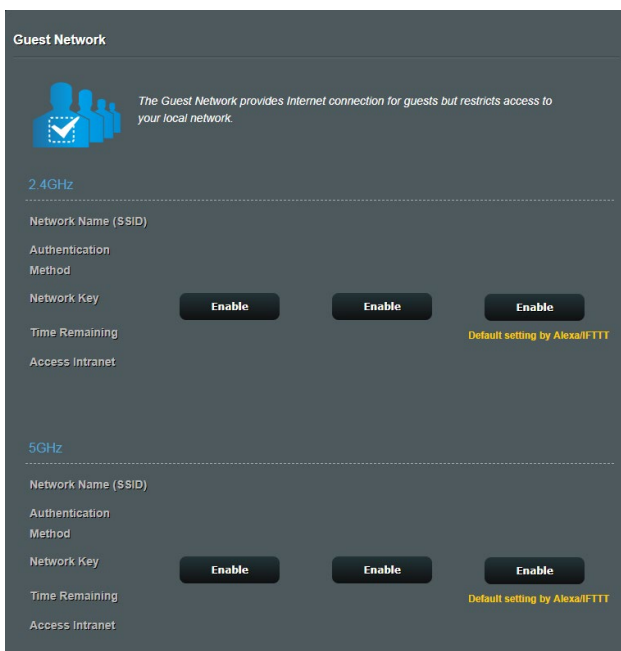 Guest Network
The Guest Network provides Internet connection for guests but restricts access to
your local network.
2.4GHz
Network Name (SSID)
Authentication
Method
Network Key
Enable Enable Enable
Time Remaining
Default setting by Alexa/IFTTT
Access Intranet
5GHz
Network Name (SSID)
Authentication
Method
Network Key
Enable Enable Enable
Time Remaining
Default setting by Alexa/IFTTT
Access Intranet